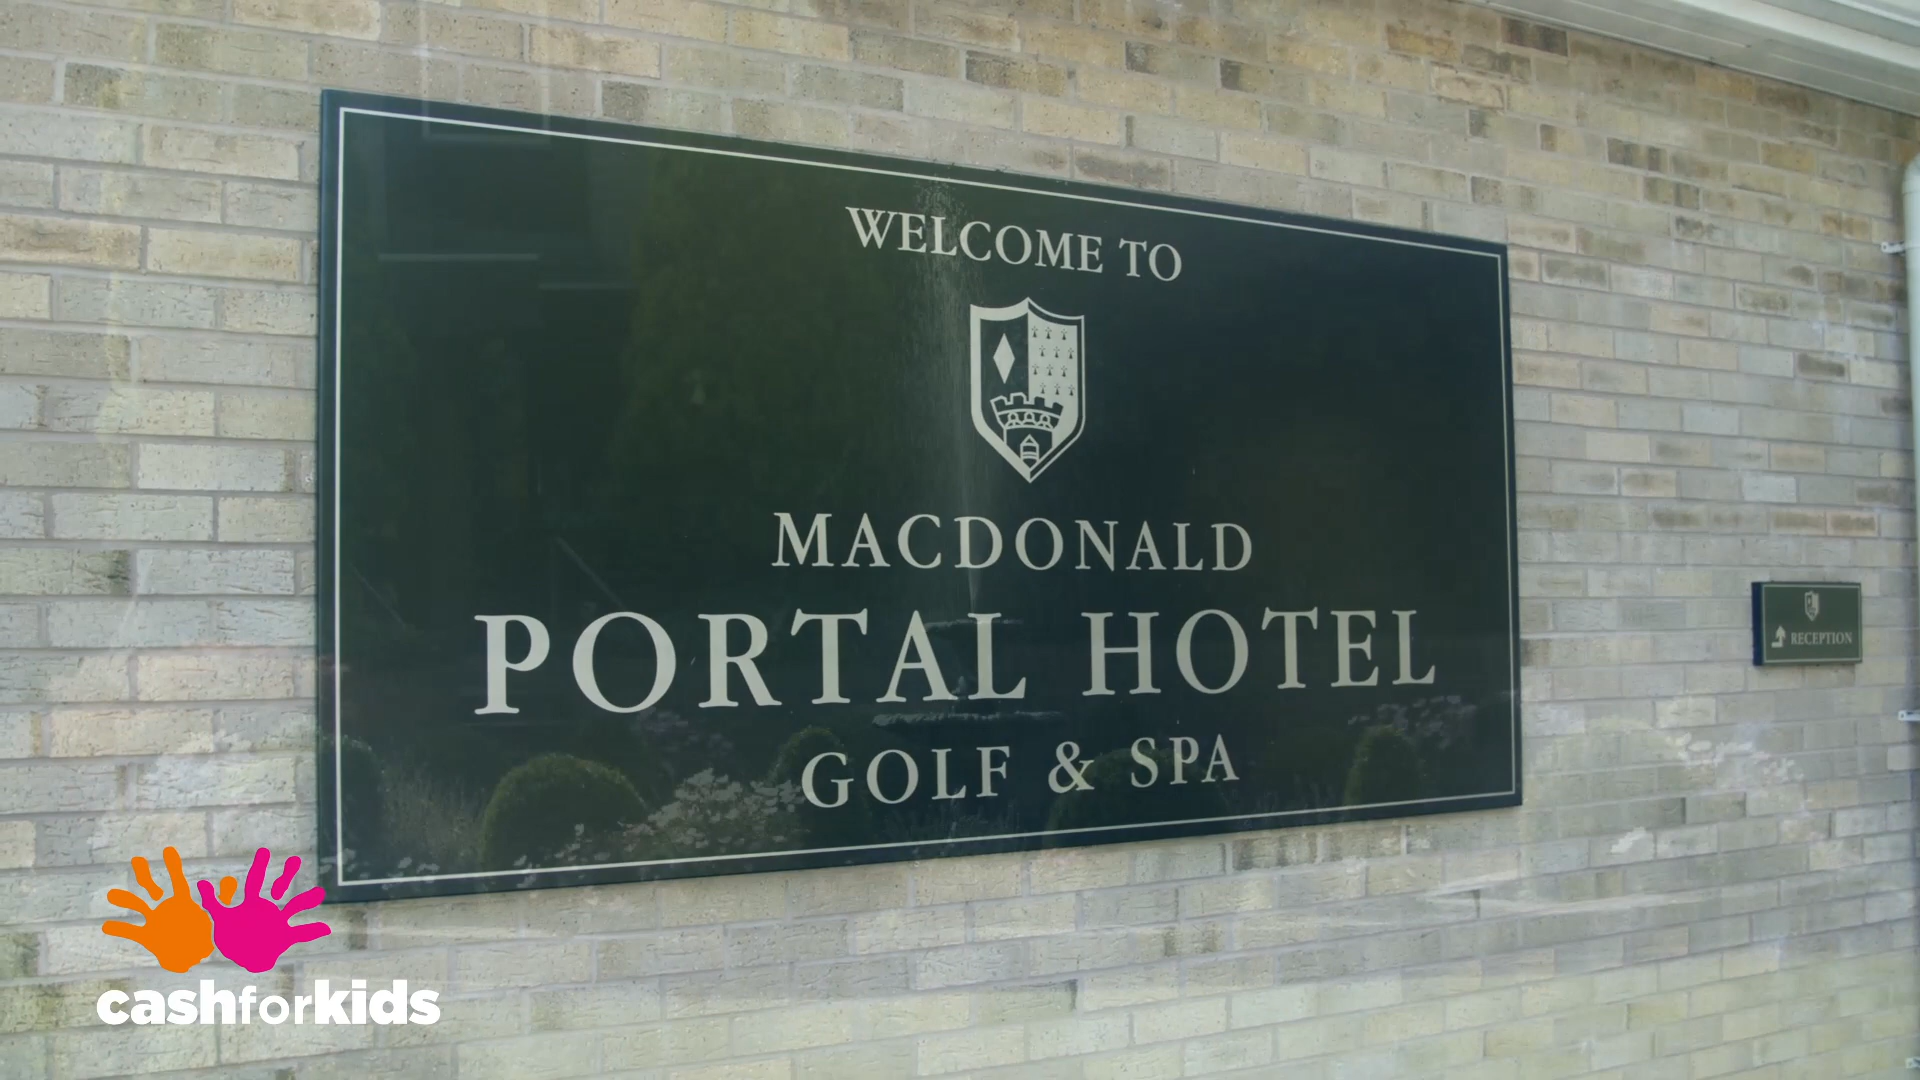 WELCOME TO
MACDONALD
PORTAL HOTEL
GOLF & SPA
RECEPTION
cashforkids